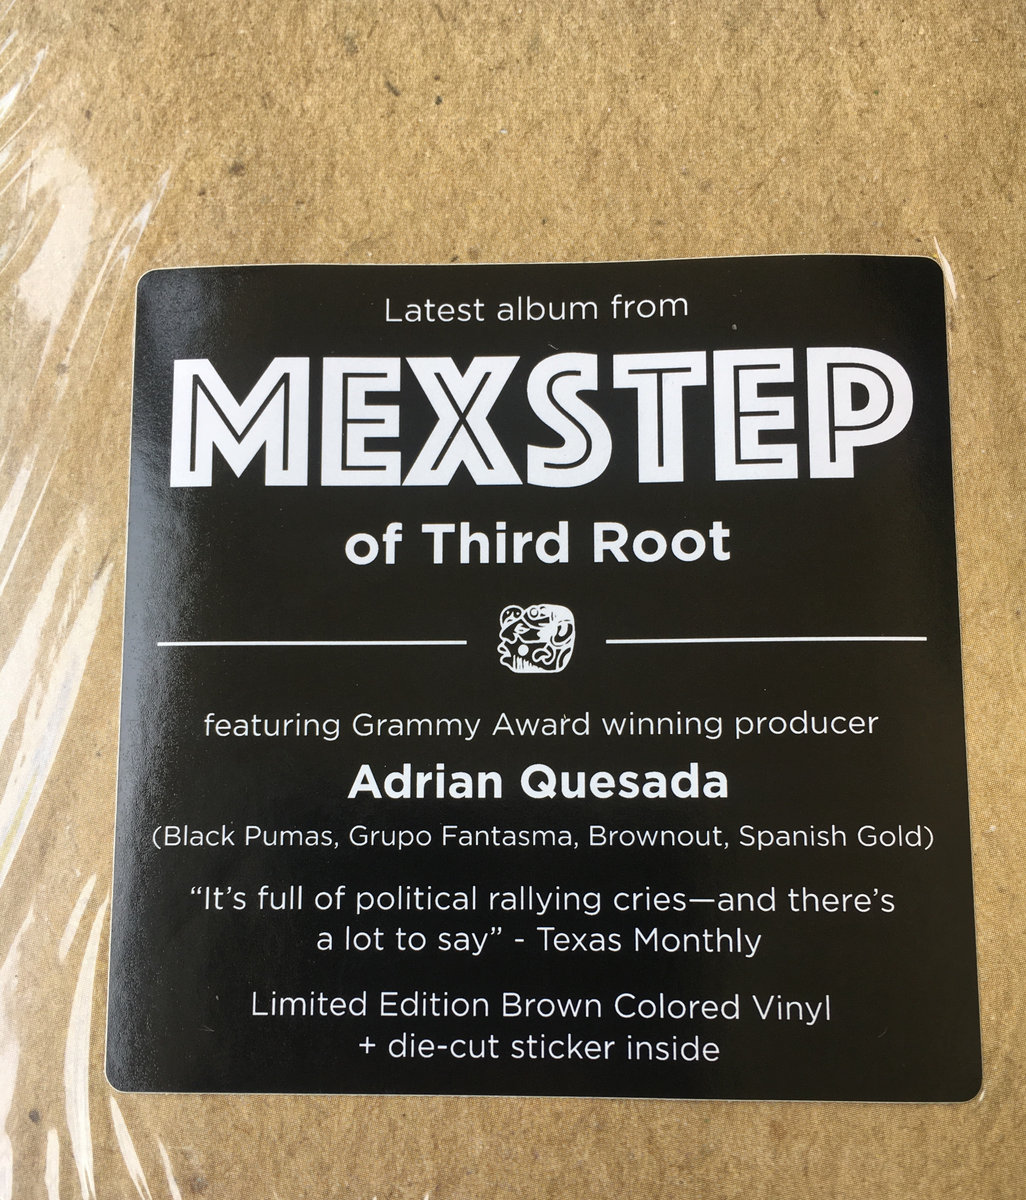 Latest album from
MEXSTEP
of Third Root
featuring Grammy Award winning producer
Adrian Quesada
(Black Pumas, Grupo Fantasma, Brownout, Spanish Gold)
“It’s full of political rallying cries—and there’s
a lot to say” - Texas Monthly
Limited Edition Brown Colored Vinyl
+ die-cut sticker inside